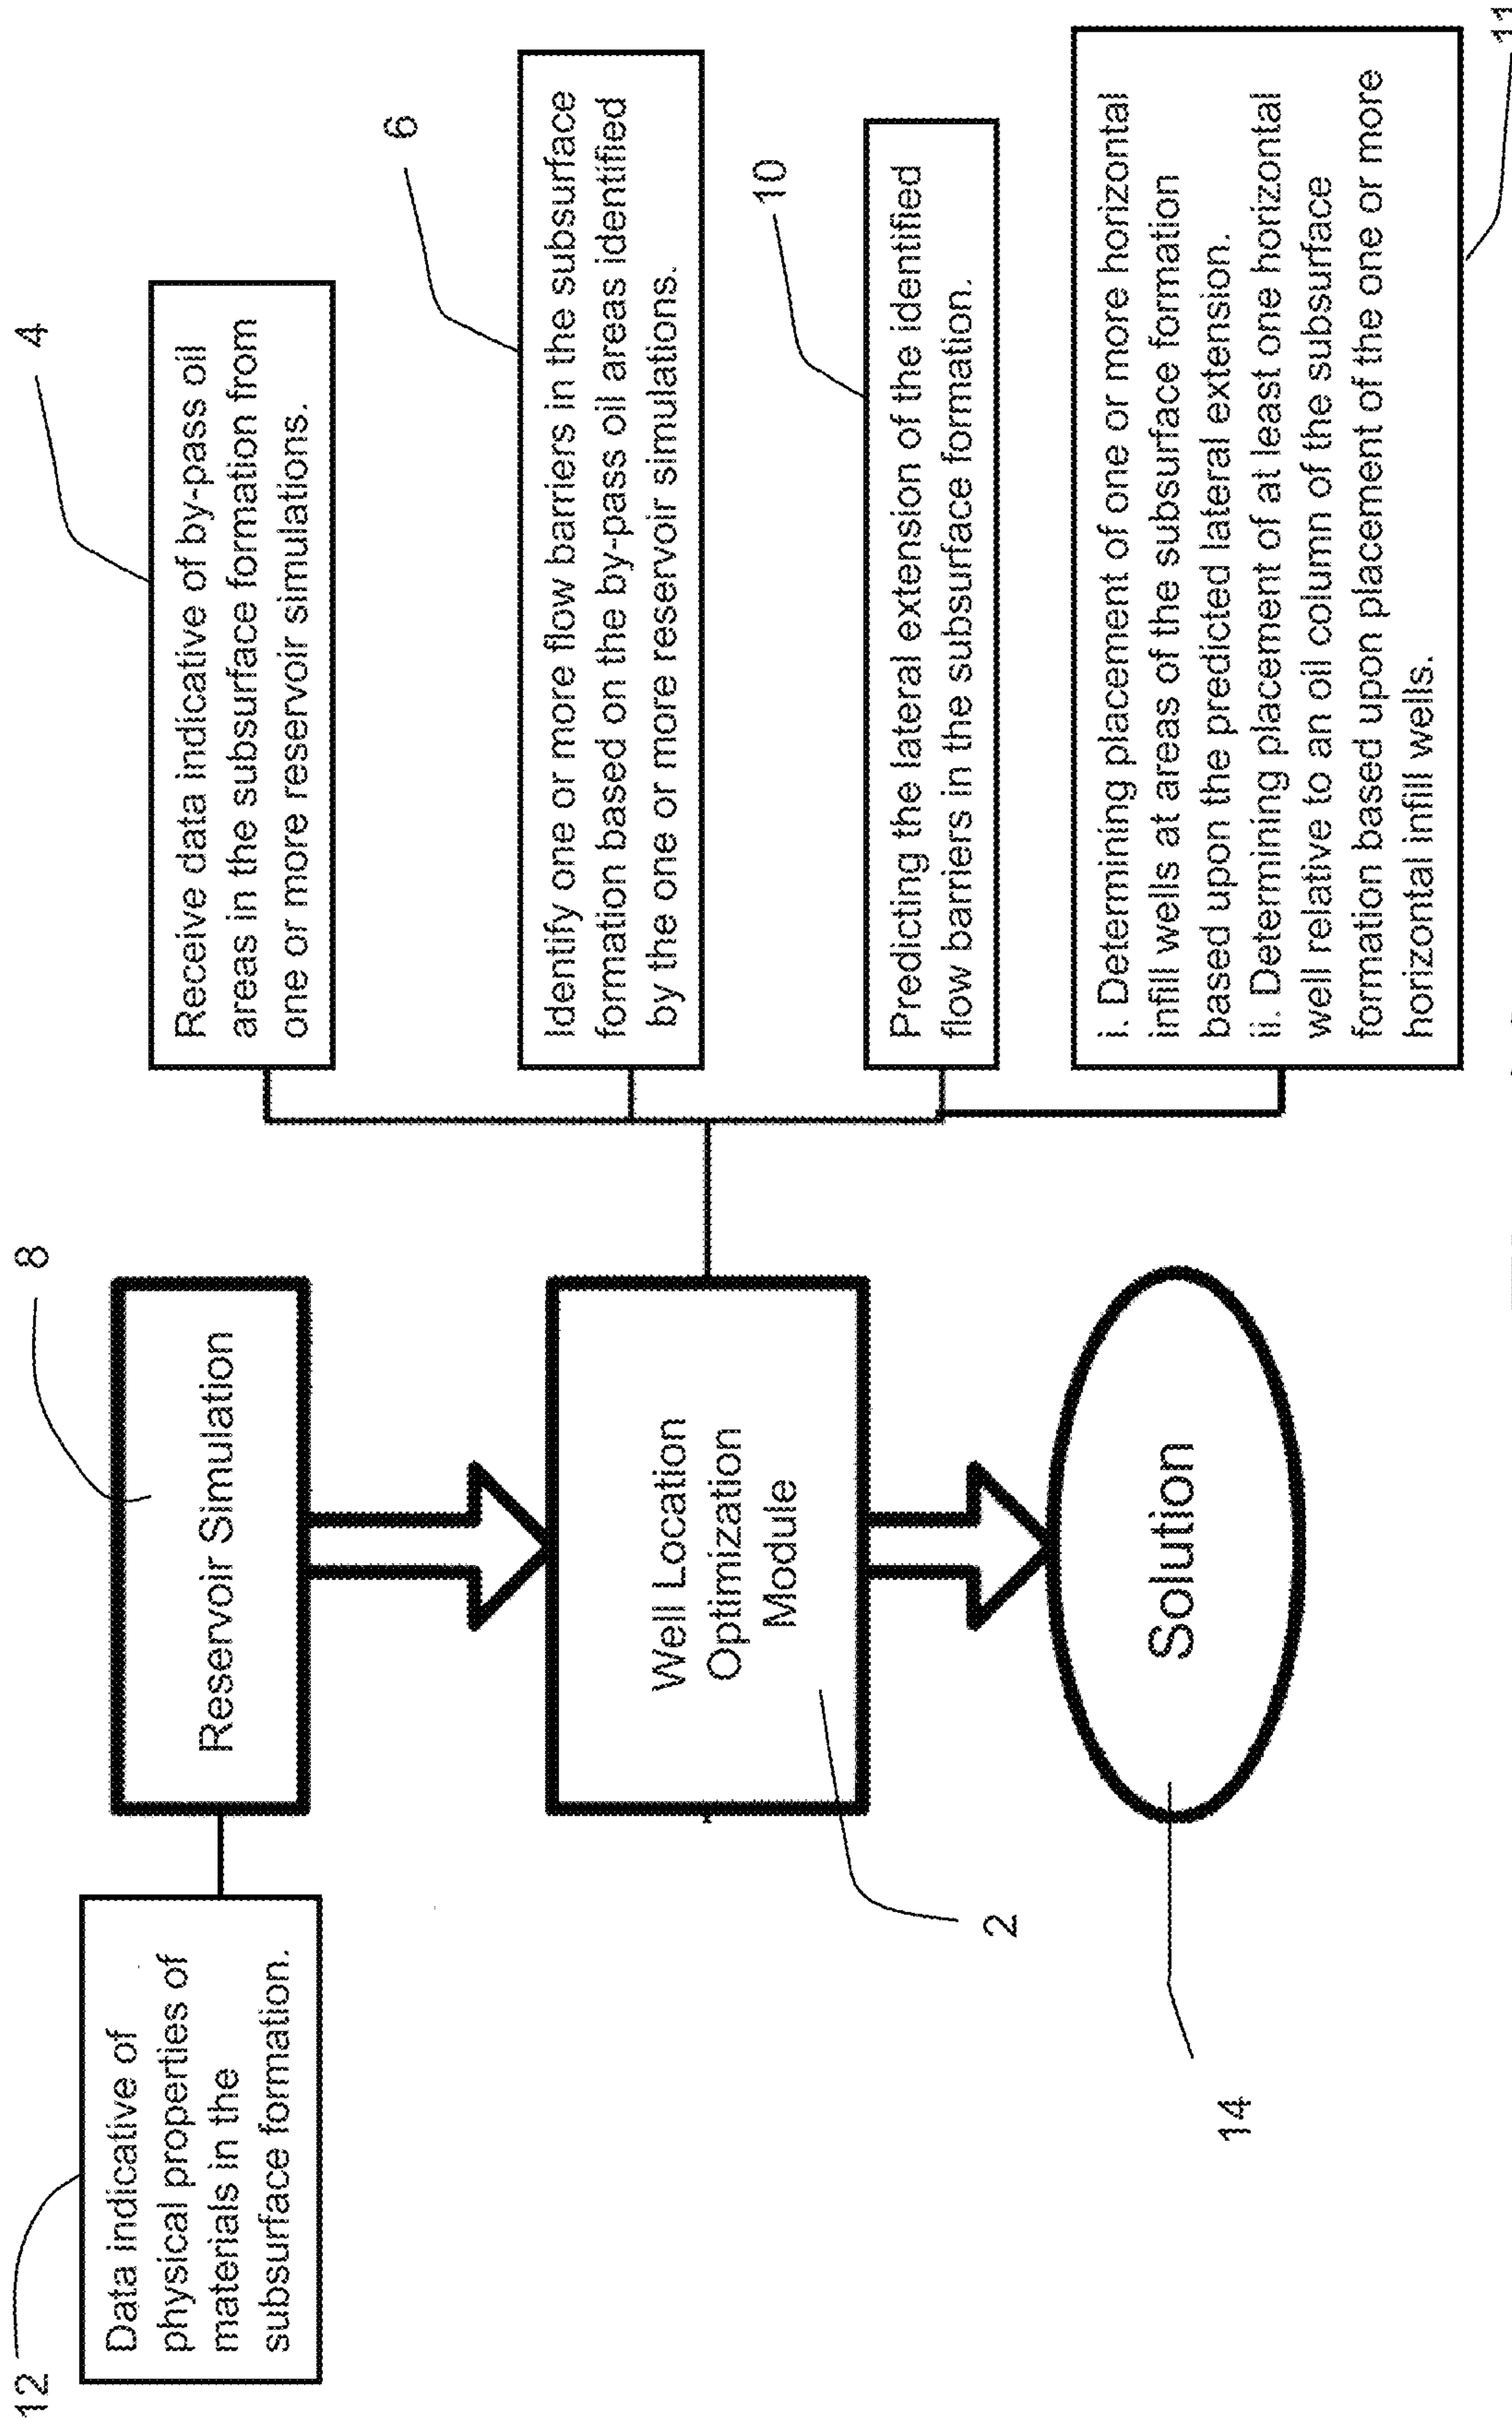 12
Data indicative of
physical properties of
materials in the
subsurface formation.
8
Reservoir Simulation
4
Receive data indicative of by-pass oil
areas in the subsurface formation from
one or more reservoir simulations.
Well Location
Optimization
Module
2
6
Identify one or more flow barriers in the subsurface
formation based on the by-pass oil areas identified
by the one or more reservoir simulations.
10
Predicting the lateral extension of the identified
flow barriers in the subsurface formation.
Solution
14
i. Determining placement of one or more horizontal
infill wells at areas of the subsurface formation
based upon the predicted lateral extension.
ii. Determining placement of at least one horizontal
well relative to an oil column of the subsurface
formation based upon placement of the one or more
horizontal infill wells.
11